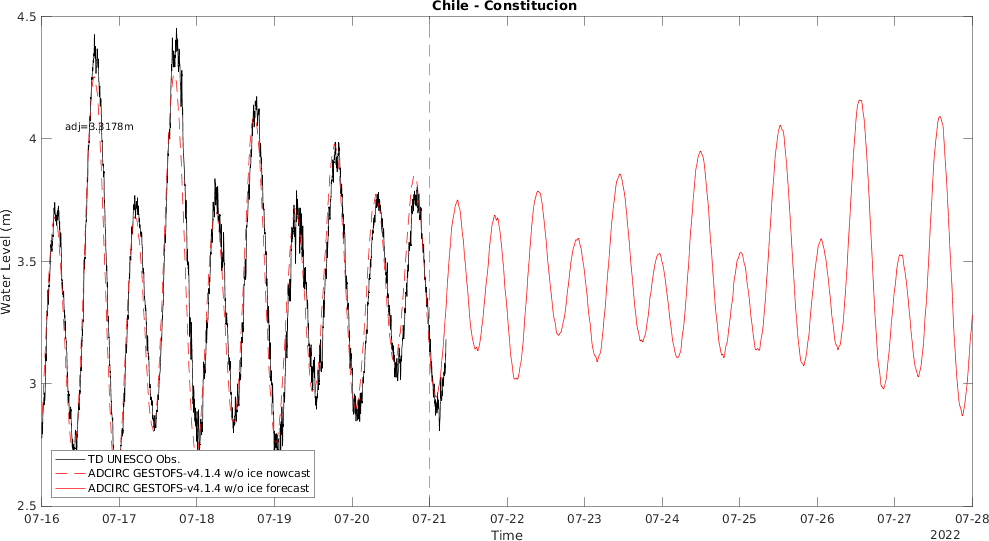 Chile - Constitucion
4.5
4
3.5
3
2.5
Water Level (m)
adj=3.3178m
TD UNESCO Obs.
ADCIRC GESTOFS-v4.1.4 w/o ice nowcast
ADCIRC GESTOFS-v4.1.4 w/o ice forecast
07-16 07-17 07-18 07-19 07-20 07-21 07-22 07-23 07-24 07-25 07-26 07-27 07-28
Time
2022